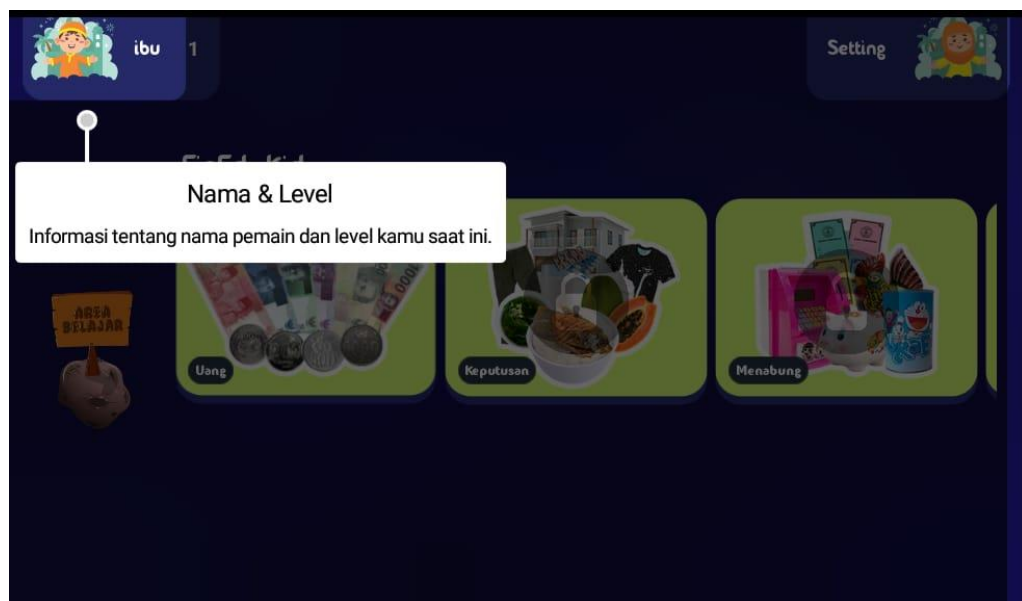 ibu 1
Setting
Nama & Level
Informasi tentang nama pemain dan level kamu saat ini.
AREA
BELAJAR
Uang
Keputusan
Menabung